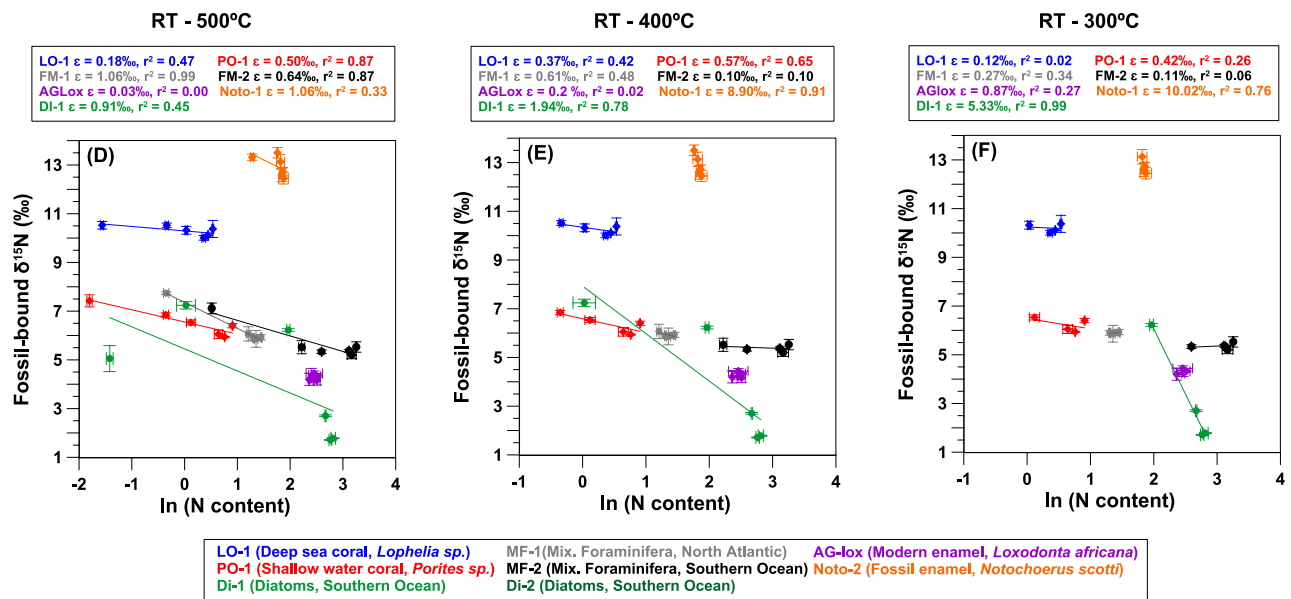 RT - 500ºC
RT - 400ºC
RT - 300ºC
LO-1 ε = 0.18‰, r² = 0.47 PO-1 ε = 0.50‰, r² = 0.87
FM-1 ε = 1.06‰, r² = 0.99 FM-2 ε = 0.64‰, r² = 0.87
AGLox ε = 0.03‰, r² = 0.00 Noto-1 ε = 1.06‰, r² = 0.33
DI-1 ε = 0.91‰, r² = 0.45
LO-1 ε = 0.37‰, r² = 0.42 PO-1 ε = 0.57‰, r² = 0.65
FM-1 ε = 0.61‰, r² = 0.48 FM-2 ε = 0.10‰, r² = 0.10
AGLox ε = 0.2 ‰, r² = 0.02 Noto-1 ε = 8.90‰, r² = 0.91
DI-1 ε = 1.94‰, r² = 0.78
LO-1 ε = 0.12‰, r² = 0.02 PO-1 ε = 0.42‰, r² = 0.26
FM-1 ε = 0.27‰, r² = 0.34 FM-2 ε = 0.11‰, r² = 0.06
AGlox ε = 0.87‰, r² = 0.27 Noto-1 ε = 10.02‰, r² = 0.76
DI-1 ε = 5.33‰, r² = 0.99
(D)
Fossil-bound δ¹⁵N (‰)
13
11
9
7
5
3
1
-2 -1 0 1 2 3 4
ln (N content)
(E)
Fossil-bound δ¹⁵N (‰)
13
11
9
7
5
3
1
-1 0 1 2 3 4
ln (N content)
(F)
Fossil-bound δ¹⁵N (‰)
13
11
9
7
5
3
1
-1 0 1 2 3 4
ln (N content)
LO-1 (Deep sea coral, Lophelia sp.) MF-1(Mix. Foraminifera, North Atlantic) AG-lox (Modern enamel, Loxodonta africana)
PO-1 (Shallow water coral, Porites sp.) MF-2 (Mix. Foraminifera, Southern Ocean) Noto-2 (Fossil enamel, Notochoerus scotti)
Di-1 (Diatoms, Southern Ocean) Di-2 (Diatoms, Southern Ocean)